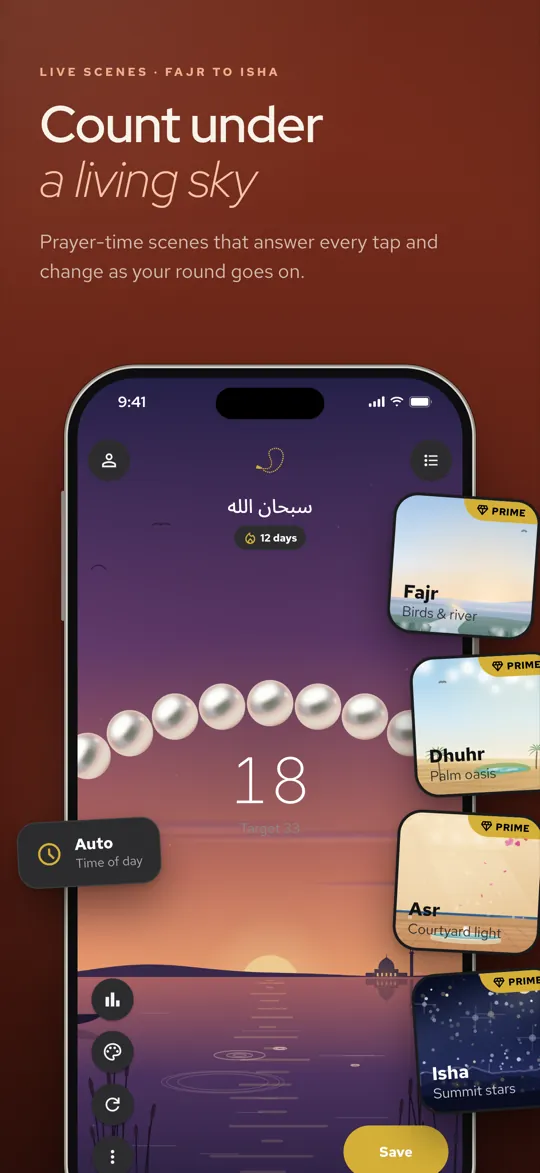 LIVE SCENES · FAJR TO ISHA
Count under
a living sky
Prayer-time scenes that answer every tap and
change as your round goes on.
9:41
سبحان الله
12 days
PRIME
Fajr
Birds & river
PRIME
Dhuhr
Palm oasis
18
Target 33
Auto
Time of day
PRIME
Asr
Courtyard light
PRIME
Isha
Summit stars
Save